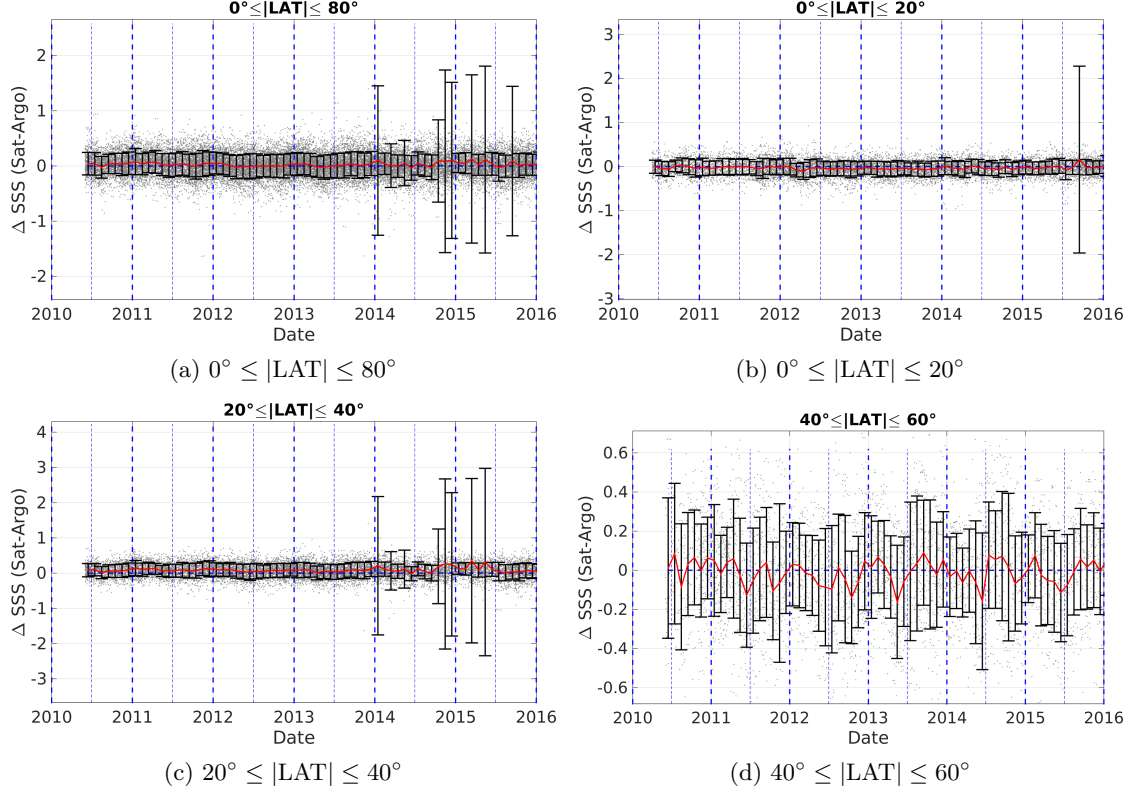 0°≤|LAT|≤ 80°
Δ SSS (Sat-Argo)
2
1
0
-1
-2
2010 2011 2012 2013 2014 2015 2016
Date
(a) 0° ≤ |LAT| ≤ 80°
0°≤|LAT|≤ 20°
Δ SSS (Sat-Argo)
3
2
1
0
-1
-2
-3
2010 2011 2012 2013 2014 2015 2016
Date
(b) 0° ≤ |LAT| ≤ 20°
20°≤|LAT|≤ 40°
Δ SSS (Sat-Argo)
4
3
2
1
0
-1
-2
-3
2010 2011 2012 2013 2014 2015 2016
Date
(c) 20° ≤ |LAT| ≤ 40°
40°≤|LAT|≤ 60°
Δ SSS (Sat-Argo)
0.6
0.4
0.2
0
-0.2
-0.4
-0.6
2010 2011 2012 2013 2014 2015 2016
Date
(d) 40° ≤ |LAT| ≤ 60°